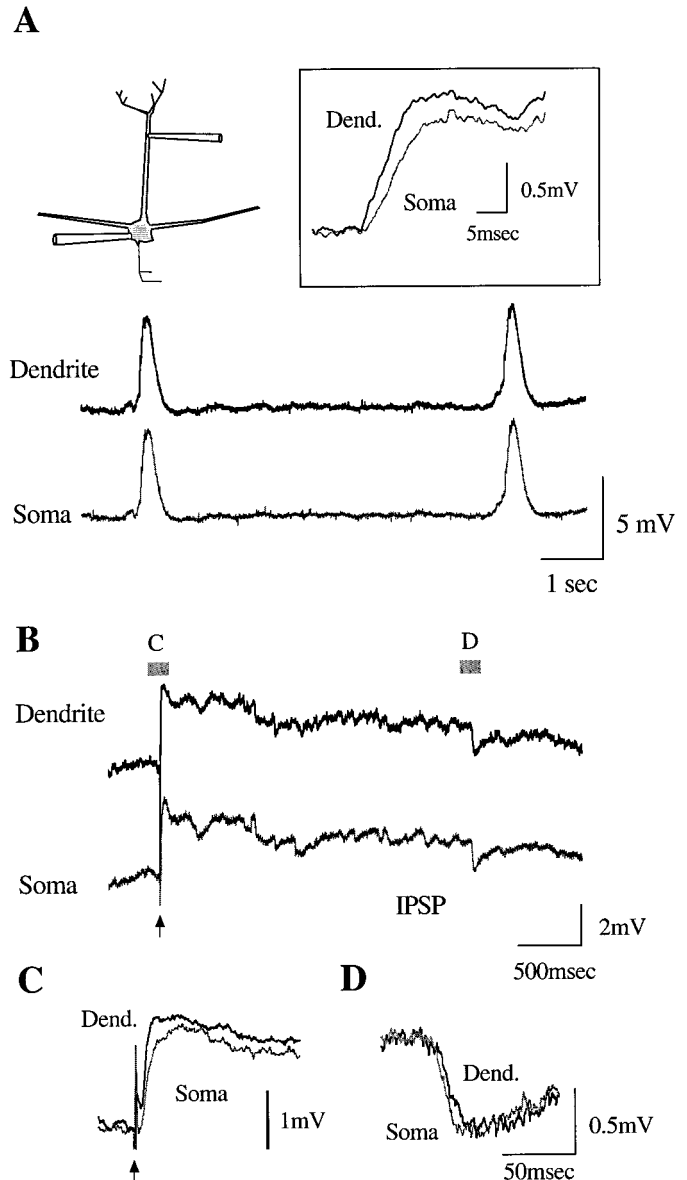 A
Dend.
Soma
0.5mV
5msec
Dendrite
Soma
5 mV
1 sec
B
C
D
Dendrite
Soma
IPSP
2mV
500msec
C
Dend.
Soma
1mV
D
Dend.
Soma
0.5mV
50msec